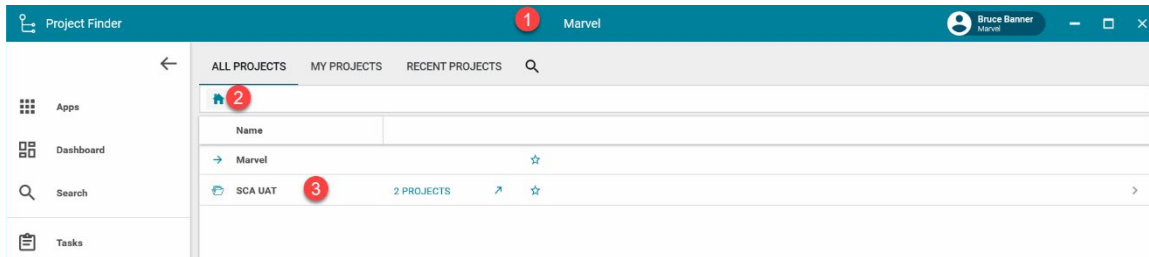 Project Finder
1
Marvel
Bruce Banner
Marvel
ALL PROJECTS MY PROJECTS RECENT PROJECTS
2
Apps
Name
Dashboard
Marvel
Search
SCA UAT 3 2 PROJECTS
Tasks